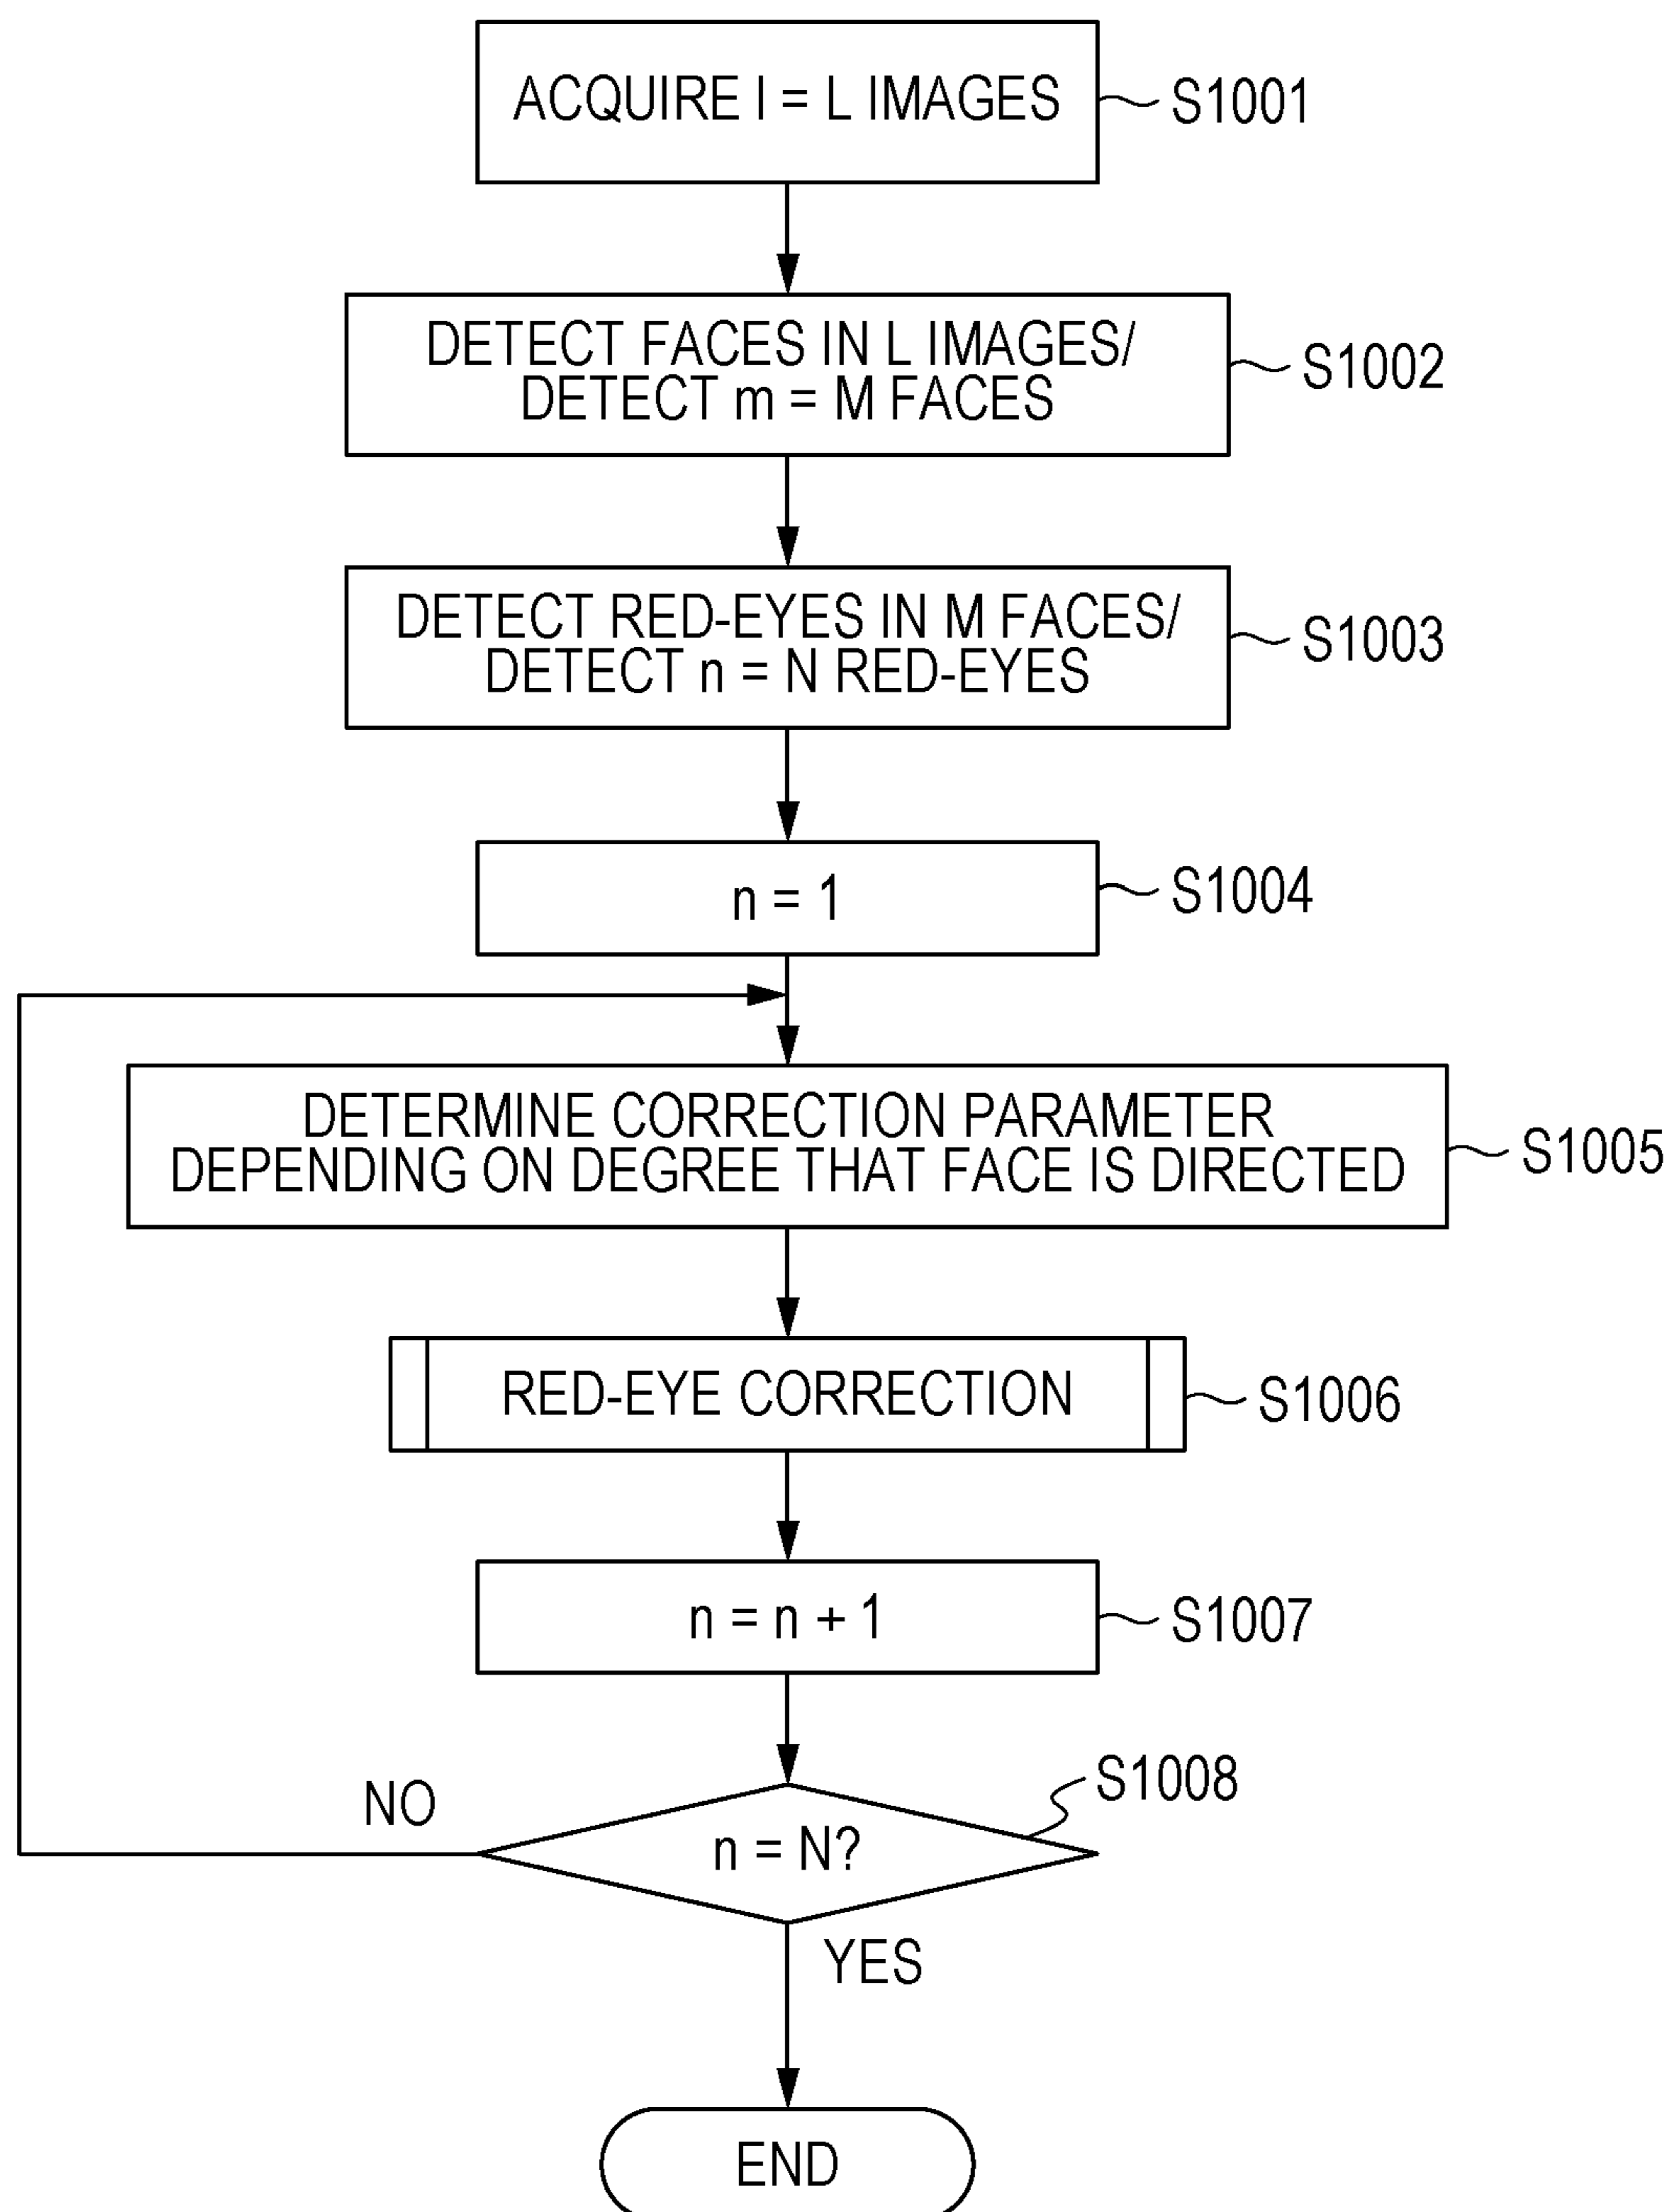 ACQUIRE l = L IMAGES
S1001
DETECT FACES IN L IMAGES/
DETECT m = M FACES
S1002
DETECT RED-EYES IN M FACES/
DETECT n = N RED-EYES
S1003
n = 1
S1004
DETERMINE CORRECTION PARAMETER
DEPENDING ON DEGREE THAT FACE IS DIRECTED
S1005
RED-EYE CORRECTION
S1006
n = n + 1
S1007
S1008
NO
n = N?
YES
END